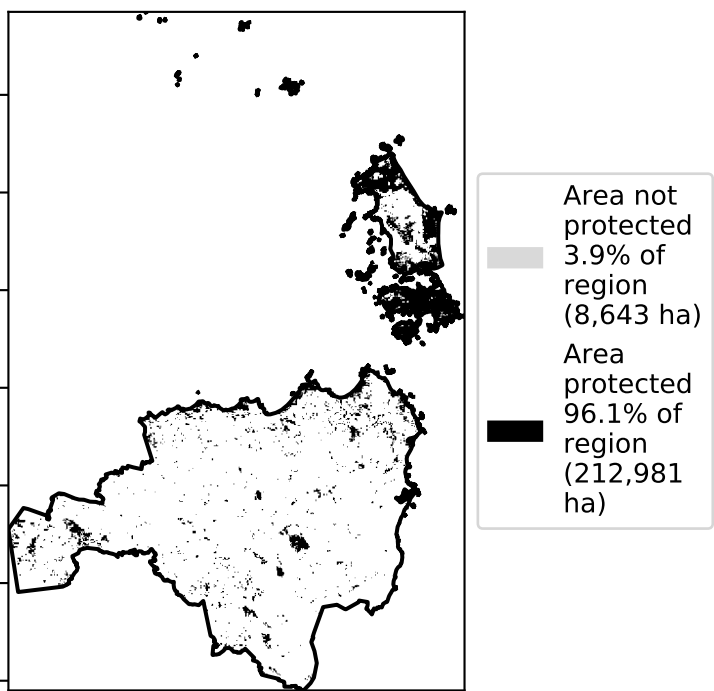 Area not
protected
3.9% of
region
(8,643 ha)
Area
protected
96.1% of
region
(212,981
ha)